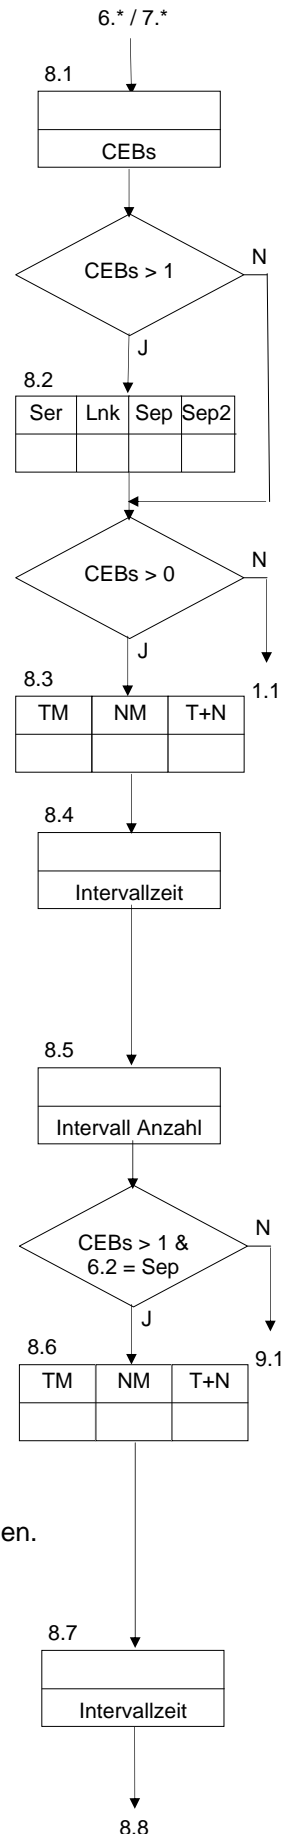 6.* / 7.*
8.1
CEBs
CEBs > 1
N
J
8.2
Ser Lnk Sep Sep2
CEBs > 0
N
J
8.3
1.1
TM NM T+N
8.4
Intervallzeit
8.5
Intervall Anzahl
CEBs > 1 &
6.2 = Sep
N
J
8.6
9.1
TM NM T+N
en.
8.7
Intervallzeit
8.8